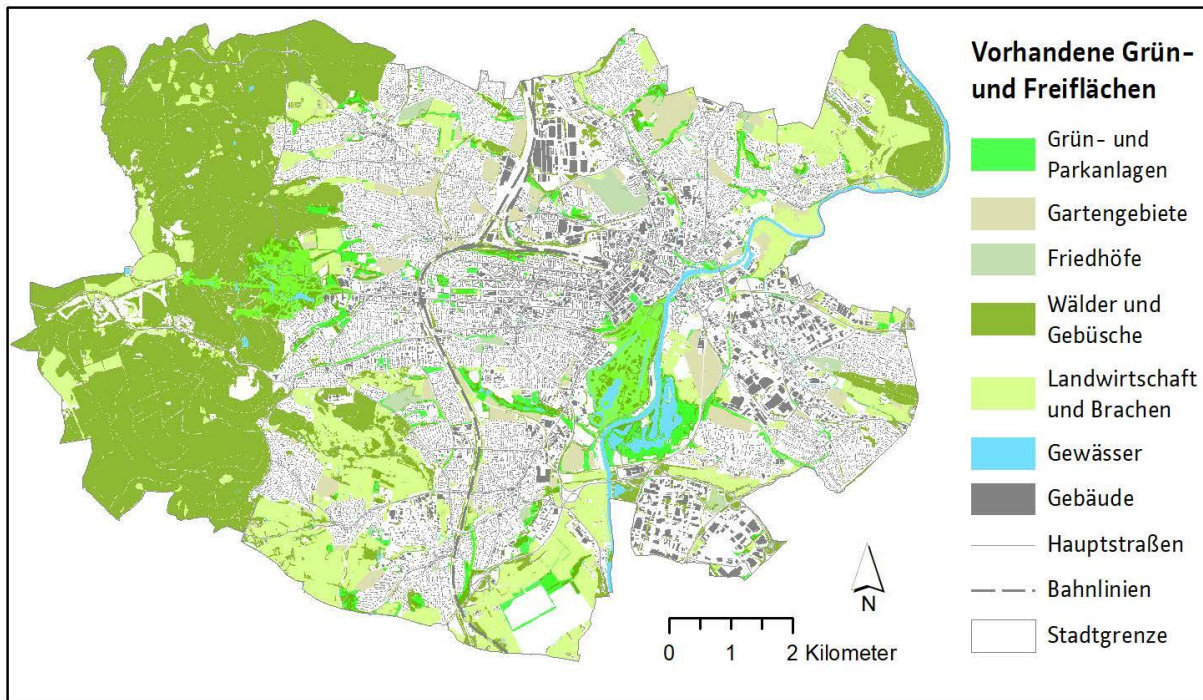 Vorhandene Grün-
und Freiflächen
Grün- und
Parkanlagen
Gartengebiete
Friedhöfe
Wälder und
Gebüsche
Landwirtschaft
und Brachen
Gewässer
Gebäude
Hauptstraßen
Bahnlinien
Stadtgrenze
N
0 1 2 Kilometer